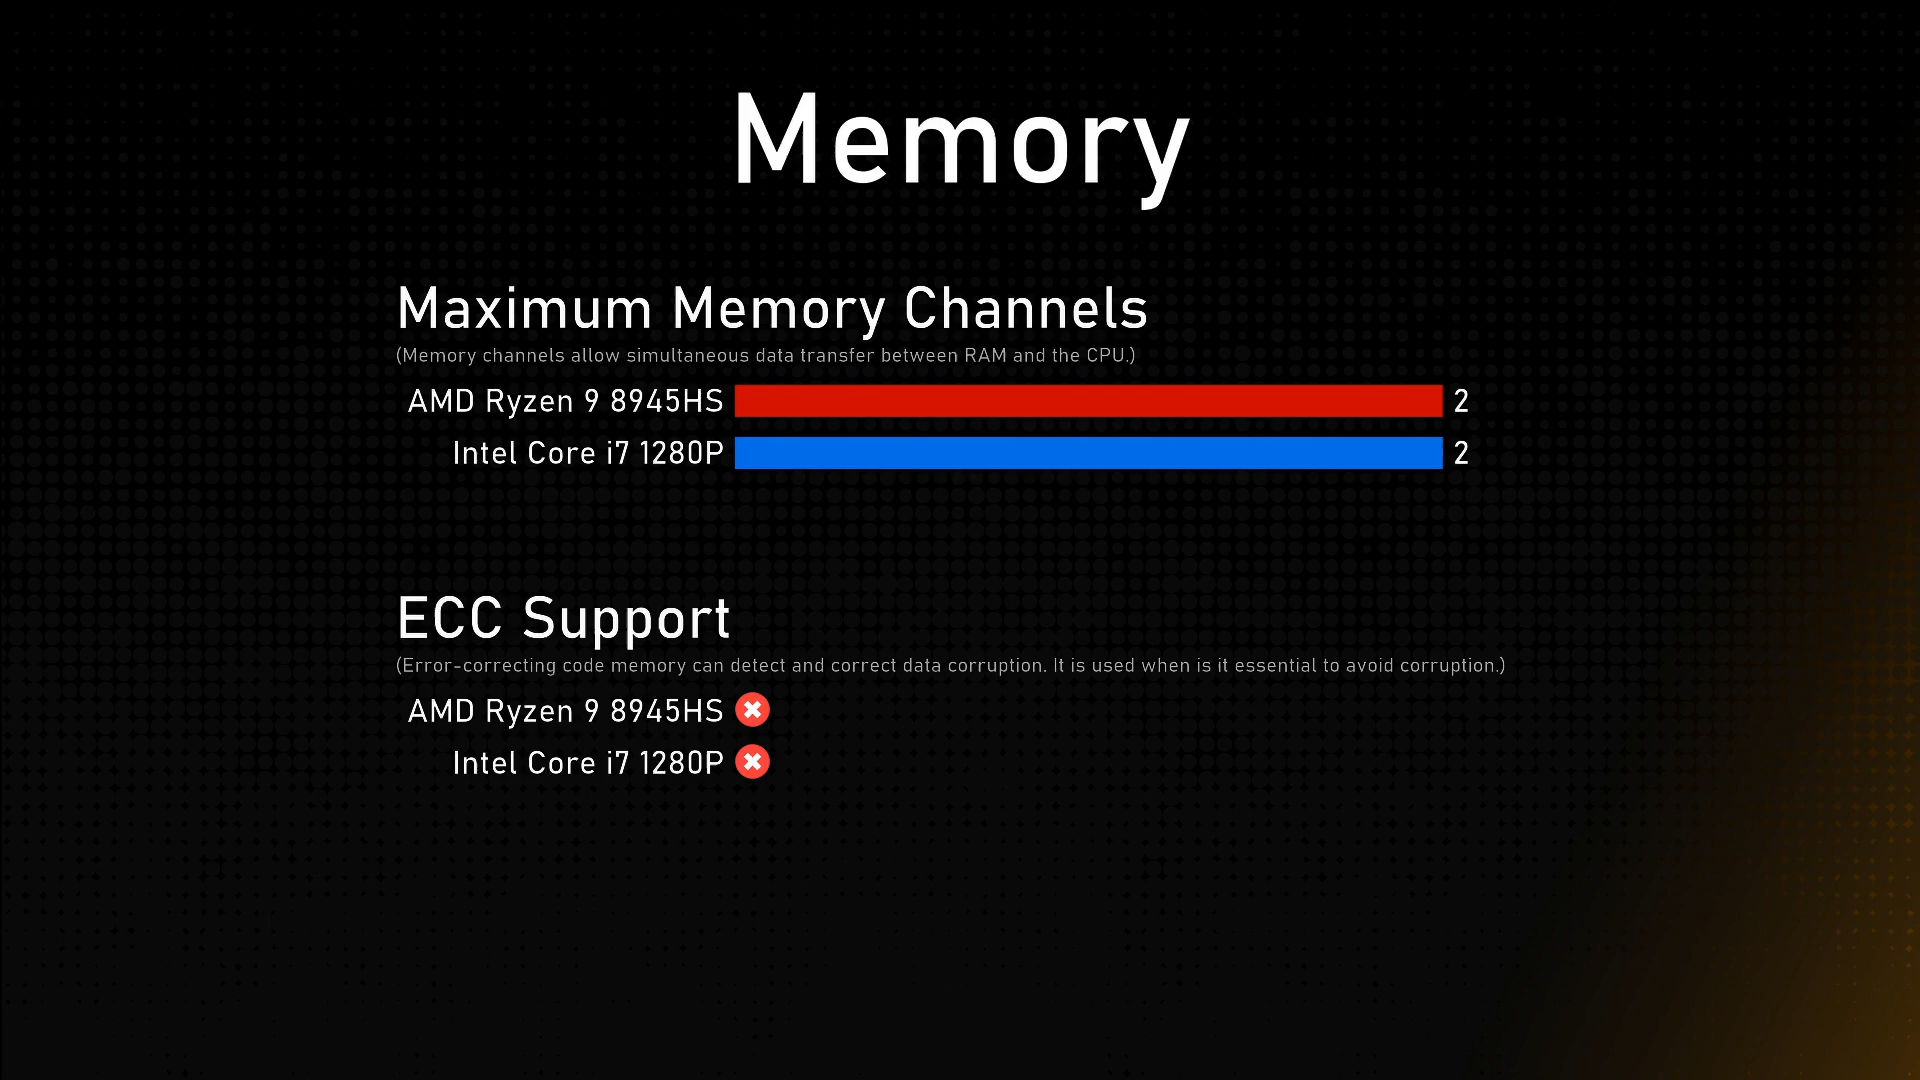 Memory
Maximum Memory Channels
(Memory channels allow simultaneous data transfer between RAM and the CPU.)
AMD Ryzen 9 8945HS 2
Intel Core i7 1280P 2
ECC Support
(Error-correcting code memory can detect and correct data corruption. It is used when is it essential to avoid corruption.)
AMD Ryzen 9 8945HS
Intel Core i7 1280P